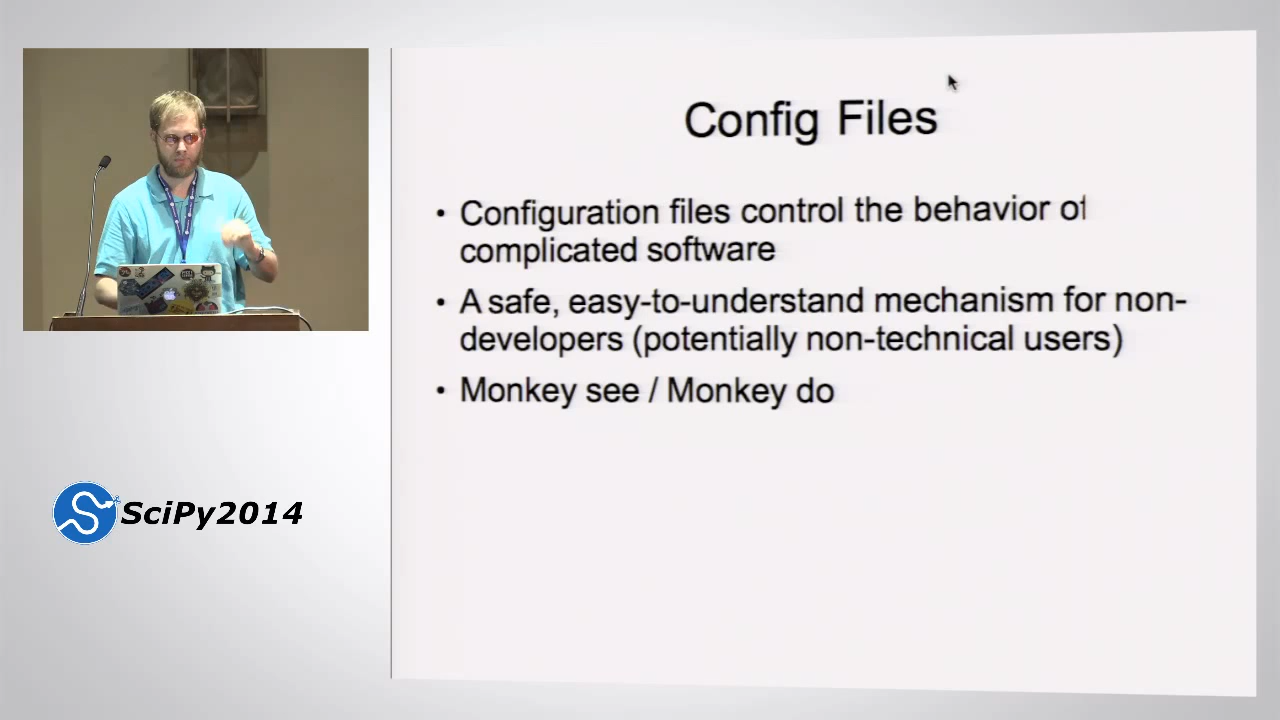 Config Files
• Configuration files control the behavior of
complicated software
• A safe, easy-to-understand mechanism for non-
developers (potentially non-technical users)
• Monkey see / Monkey do
SciPy2014